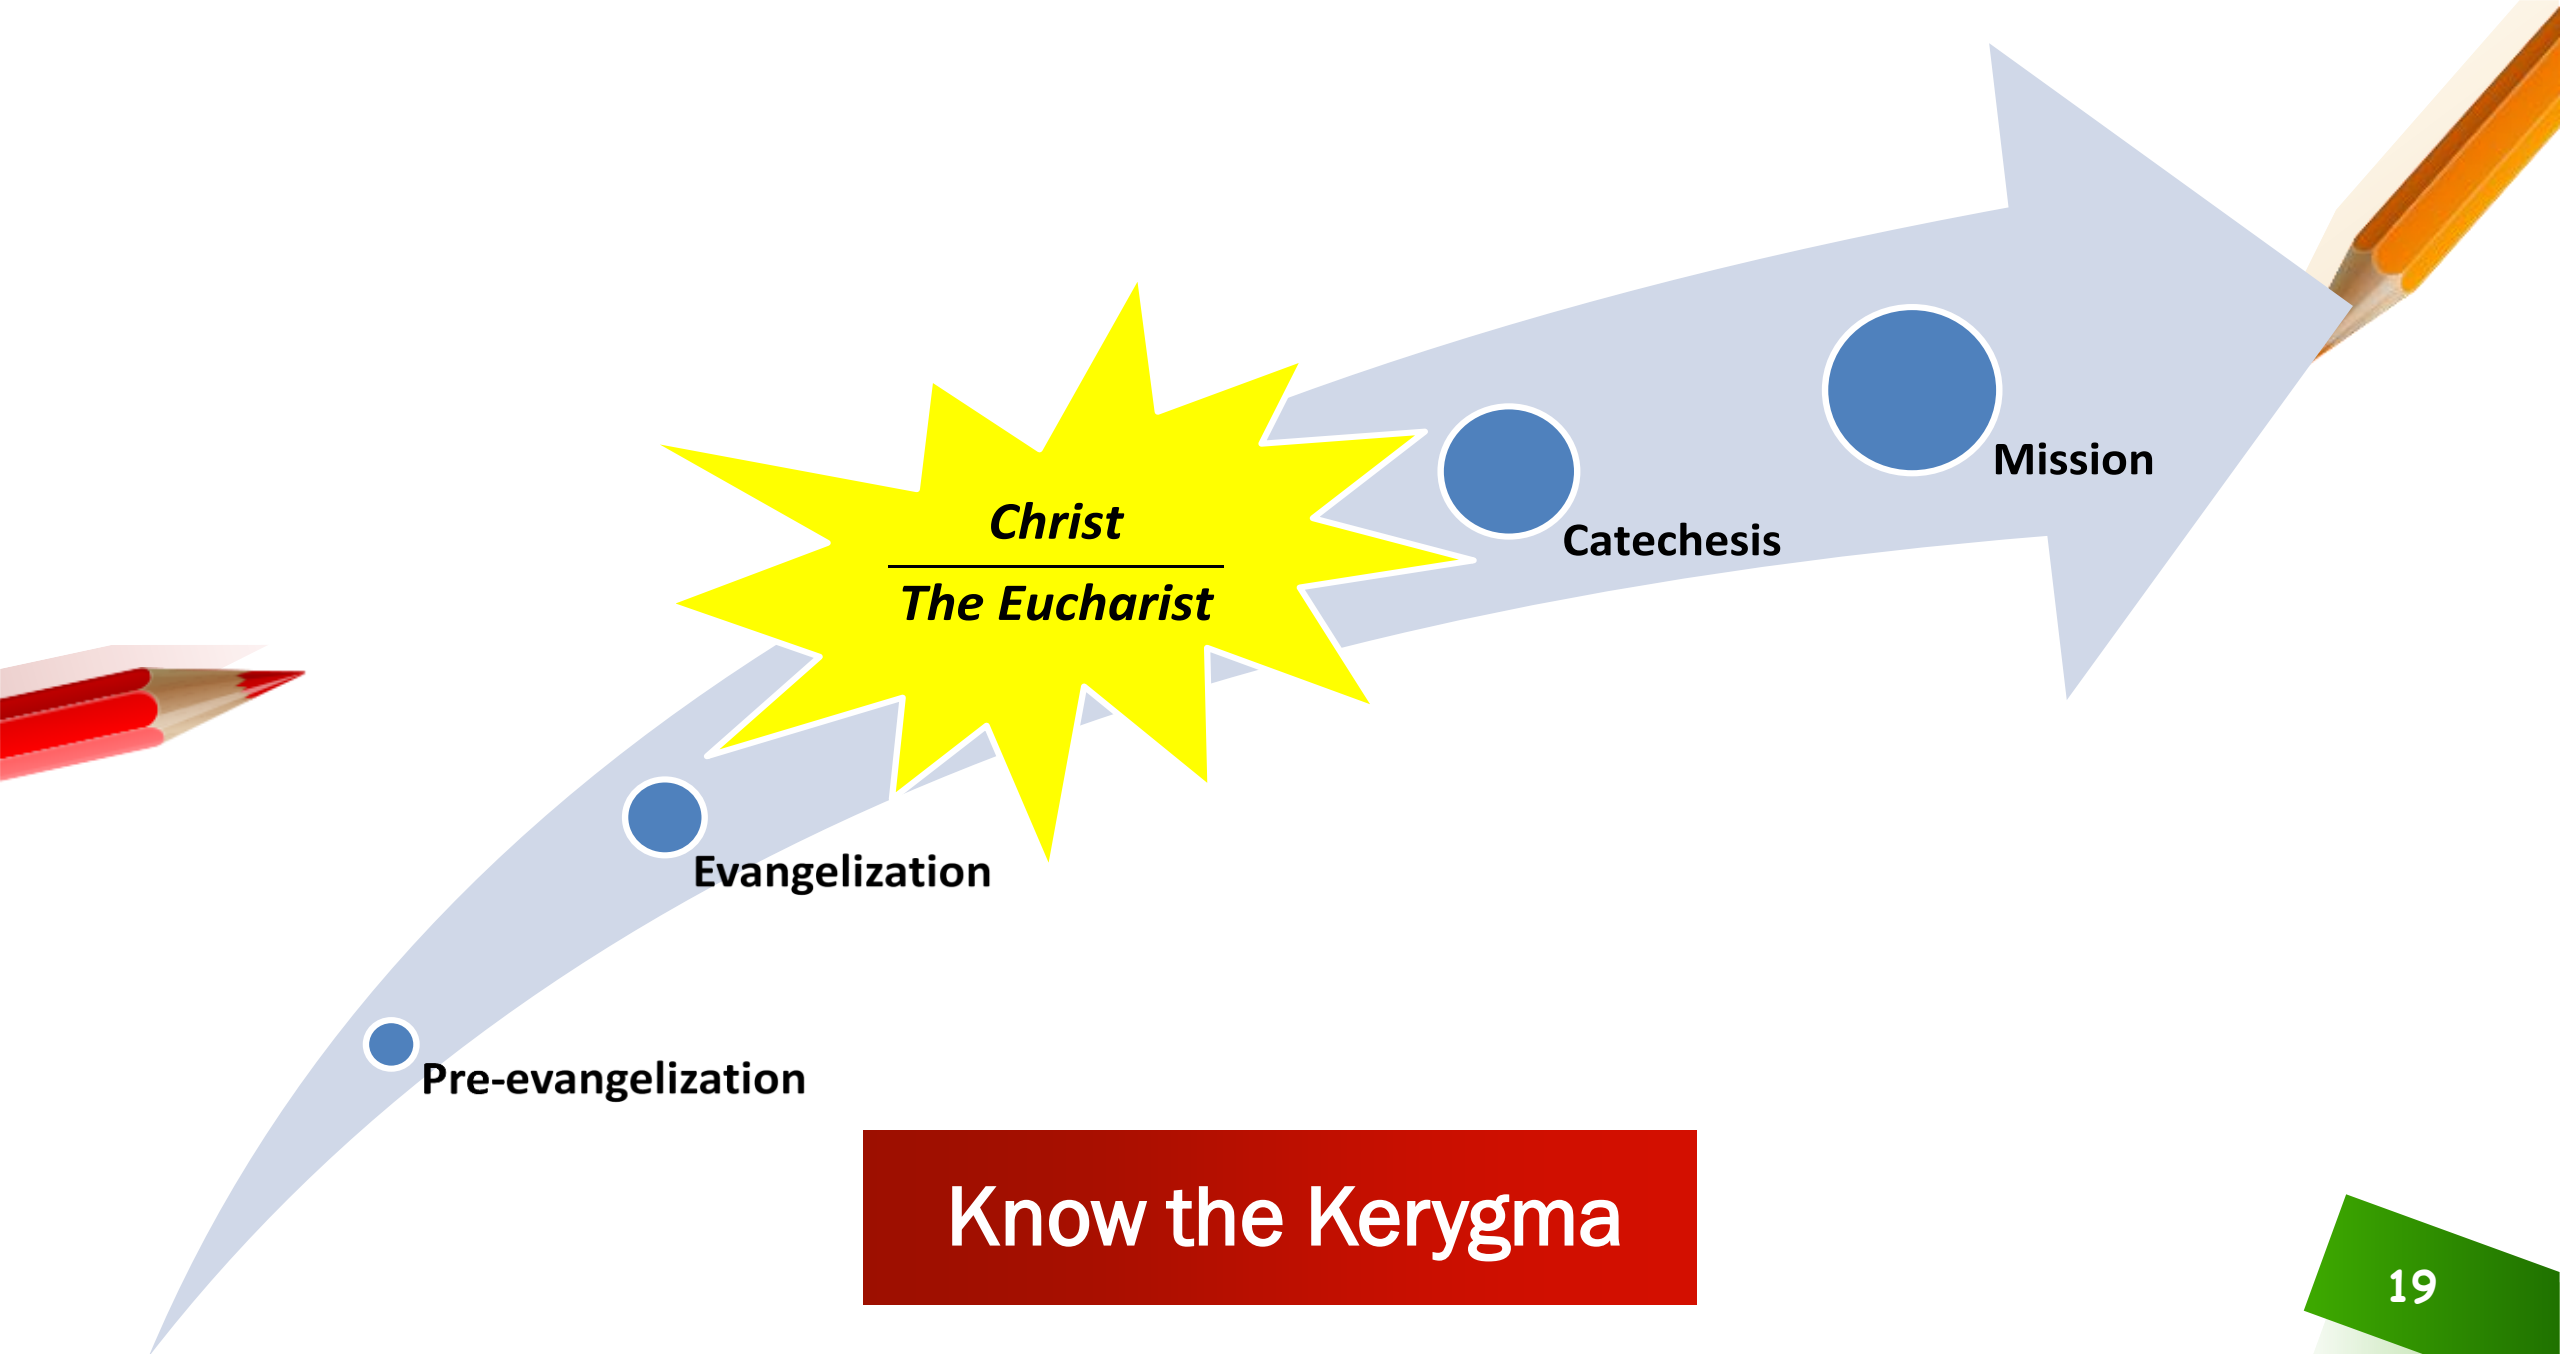 Christ
The Eucharist
Mission
Catechesis
Evangelization
Pre-evangelization
Know the Kerygma
19